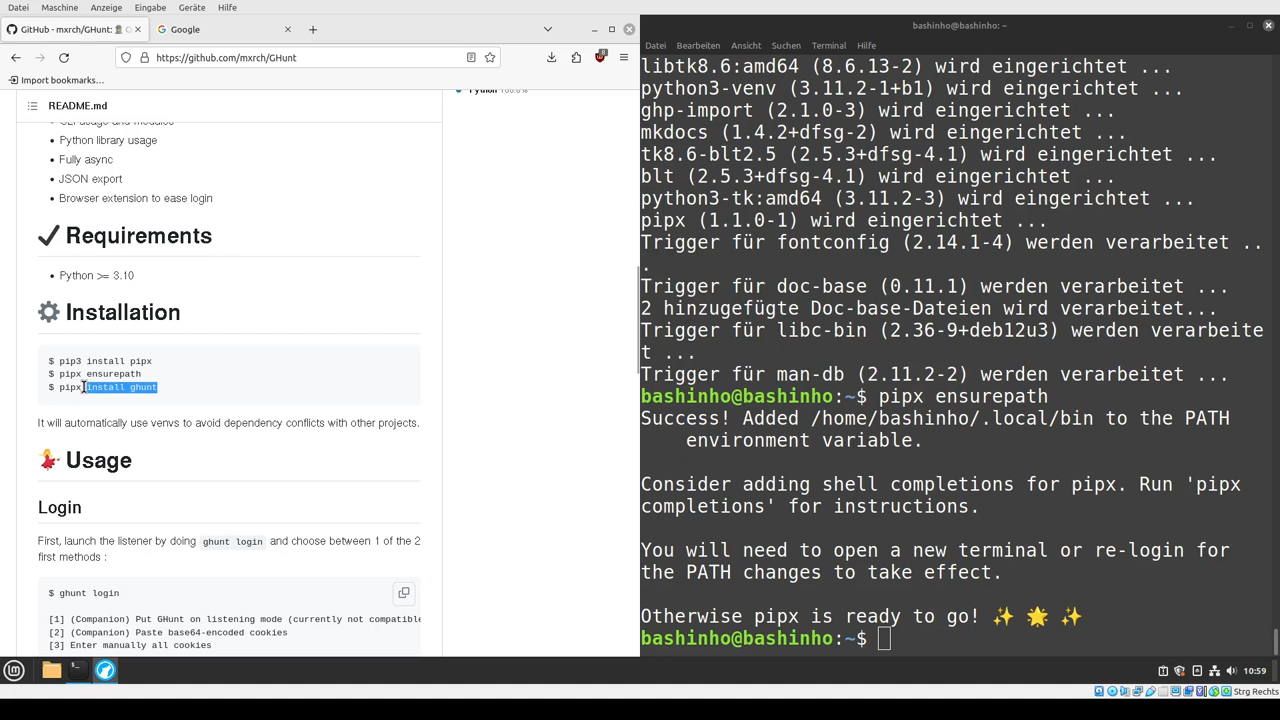 Datei Maschine Anzeige Eingabe Geräte Hilfe
GitHub - mxrch/GHunt:
Google
https://github.com/mxrch/GHunt
Import bookmarks...
README.md
Python 100.0%
CLI usage and modules
Python library usage
Fully async
JSON export
Browser extension to ease login
Requirements
Python >= 3.10
Installation
$ pip3 install pipx
$ pipx ensurepath
$ pipx install ghunt
It will automatically use venvs to avoid dependency conflicts with other projects.
Usage
Login
First, launch the listener by doing ghunt login and choose between 1 of the 2
first methods :
$ ghunt login
[1] (Companion) Put GHunt on listening mode (currently not compatible
[2] (Companion) Paste base64-encoded cookies
[3] Enter manually all cookies
bashinho@bashinho: ~
Datei Bearbeiten Ansicht Suchen Terminal Hilfe
libtk8.6:amd64 (8.6.13-2) wird eingerichtet ...
python3-venv (3.11.2-1+b1) wird eingerichtet ...
ghp-import (2.1.0-3) wird eingerichtet ...
mkdocs (1.4.2+dfsg-2) wird eingerichtet ...
tk8.6-blt2.5 (2.5.3+dfsg-4.1) wird eingerichtet ...
blt (2.5.3+dfsg-4.1) wird eingerichtet ...
python3-tk:amd64 (3.11.2-3) wird eingerichtet ...
pipx (1.1.0-1) wird eingerichtet ...
Trigger für fontconfig (2.14.1-4) werden verarbeitet ..
.
Trigger für doc-base (0.11.1) werden verarbeitet ...
2 hinzugefügte Doc-base-Dateien wird verarbeitet...
Trigger für libc-bin (2.36-9+deb12u3) werden verarbeite
t ...
Trigger für man-db (2.11.2-2) werden verarbeitet ...
bashinho@bashinho:~$ pipx ensurepath
Success! Added /home/bashinho/.local/bin to the PATH
environment variable.
Consider adding shell completions for pipx. Run 'pipx
completions' for instructions.
You will need to open a new terminal or re-login for
the PATH changes to take effect.
Otherwise pipx is ready to go! ✨ 🌟 ✨
bashinho@bashinho:~$
10:59
Strg Rechts